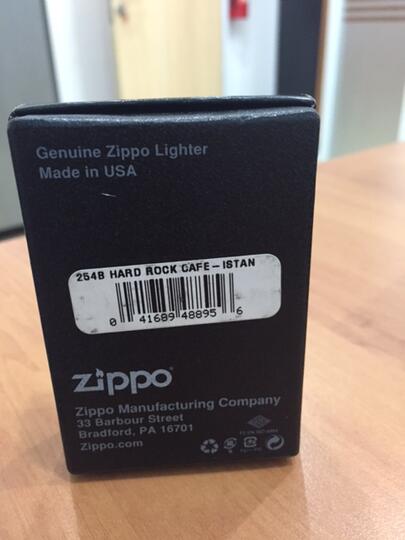 Genuine Zippo Lighter
Made in USA
254B HARD ROCK CAFE - ISTAN
0 41689 48895 6
zippo
Zippo Manufacturing Company
33 Barbour Street
Bradford, PA 16701
Zippo.com